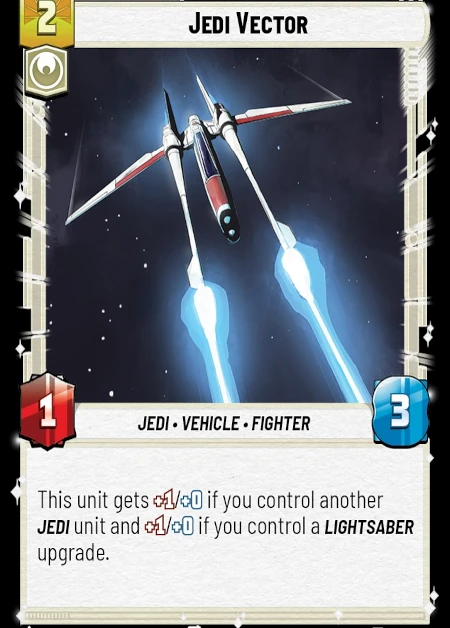 2
JEDI VECTOR
1
JEDI • VEHICLE • FIGHTER
3
This unit gets +1/+0 if you control another
JEDI unit and +1/+0 if you control a LIGHTSABER
upgrade.